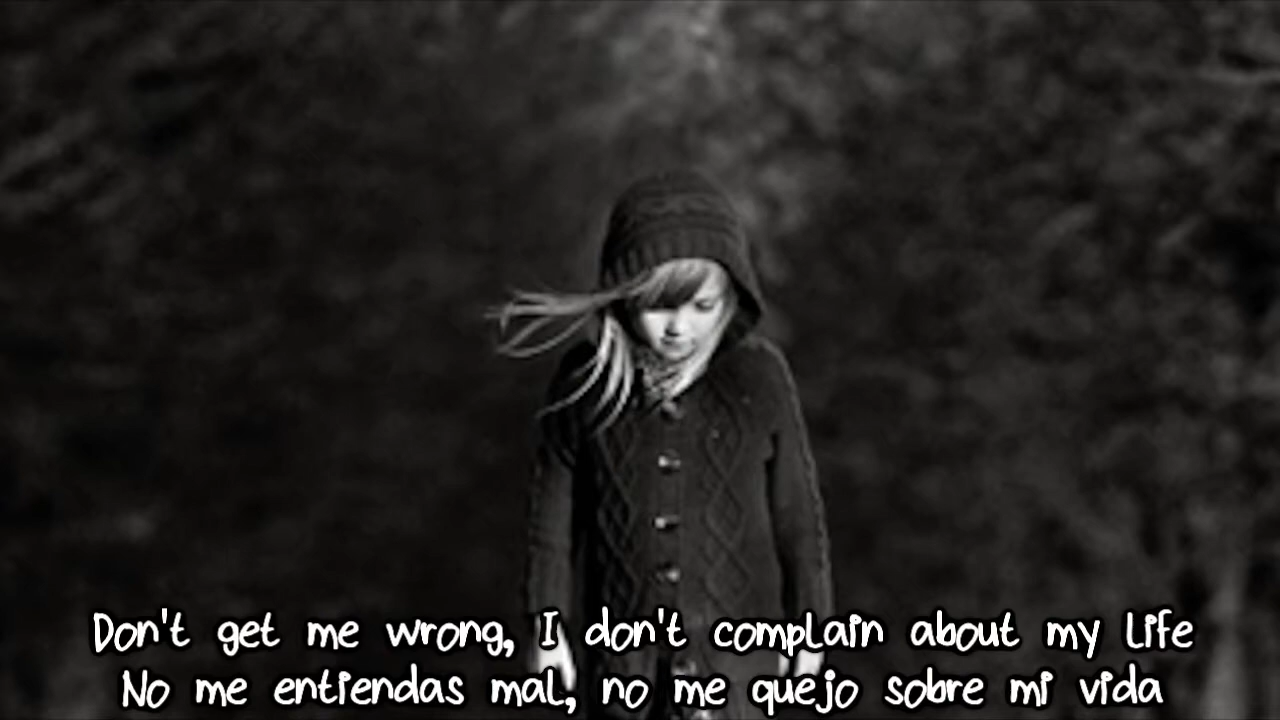 Don't get me wrong, I don't complain about my life
No me entiendas mal, no me quejo sobre mi vida